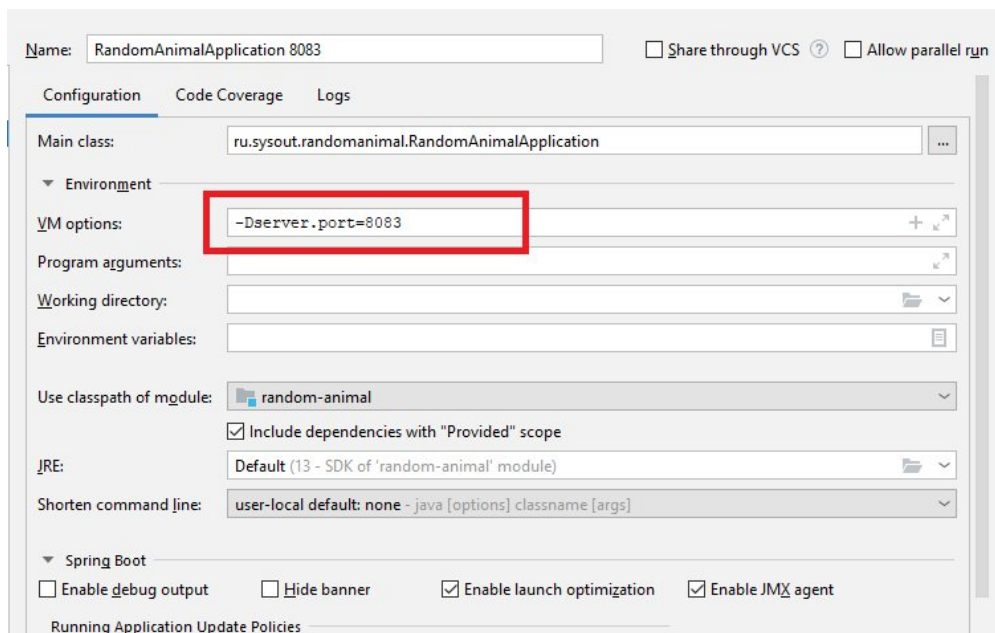 Name: RandomAnimalApplication 8083 Share through VCS ? Allow parallel run
Configuration Code Coverage Logs
Main class: ru.sysout.randomanimal.RandomAnimalApplication ...
Environment
VM options: -Dserver.port=8083
Program arguments:
Working directory:
Environment variables:
Use classpath of module: random-animal
Include dependencies with "Provided" scope
JRE: Default (13 - SDK of 'random-animal' module)
Shorten command line: user-local default: none - java [options] classname [args]
Spring Boot
Enable debug output Hide banner Enable launch optimization Enable JMX agent
Running Application Update Policies